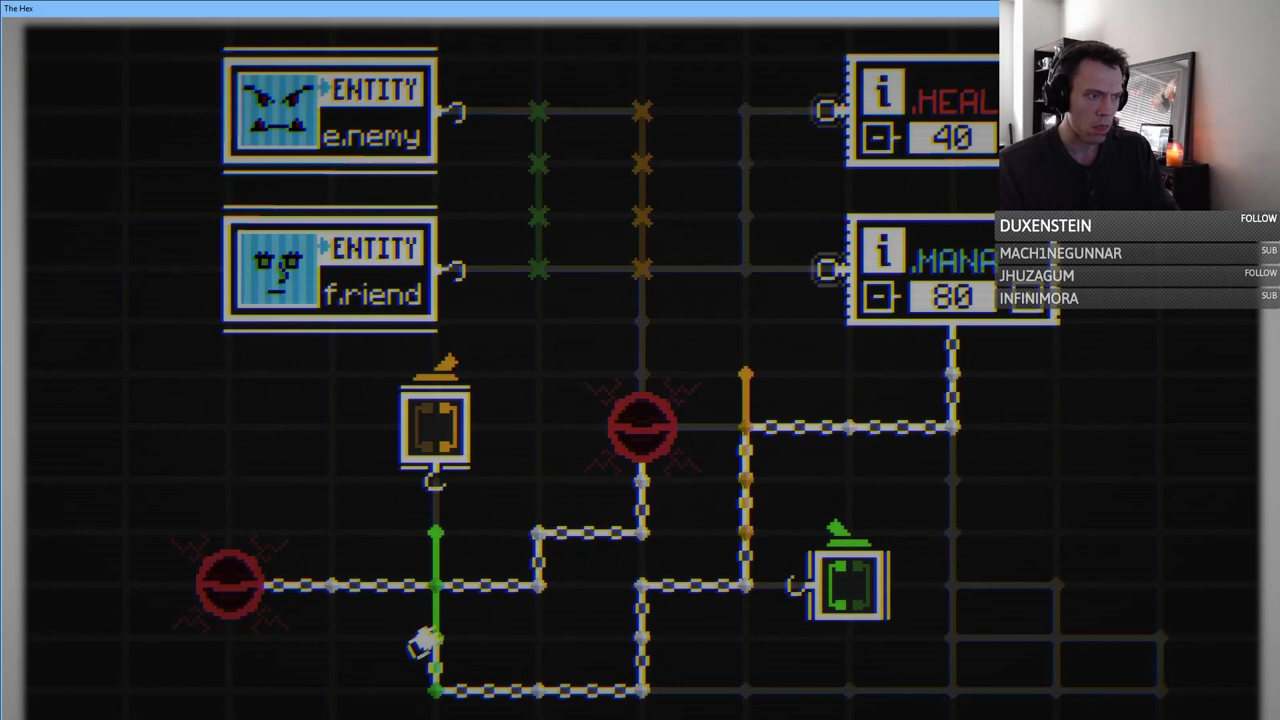 The Hex
ENTITY
e.nemy
.HEAL
40
ENTITY
f.riend
.MANA
80
DUXENSTEIN FOLLOW
MACH1NEGUNNAR SUB
JHUZAGUM FOLLOW
INFINIMORA SUB